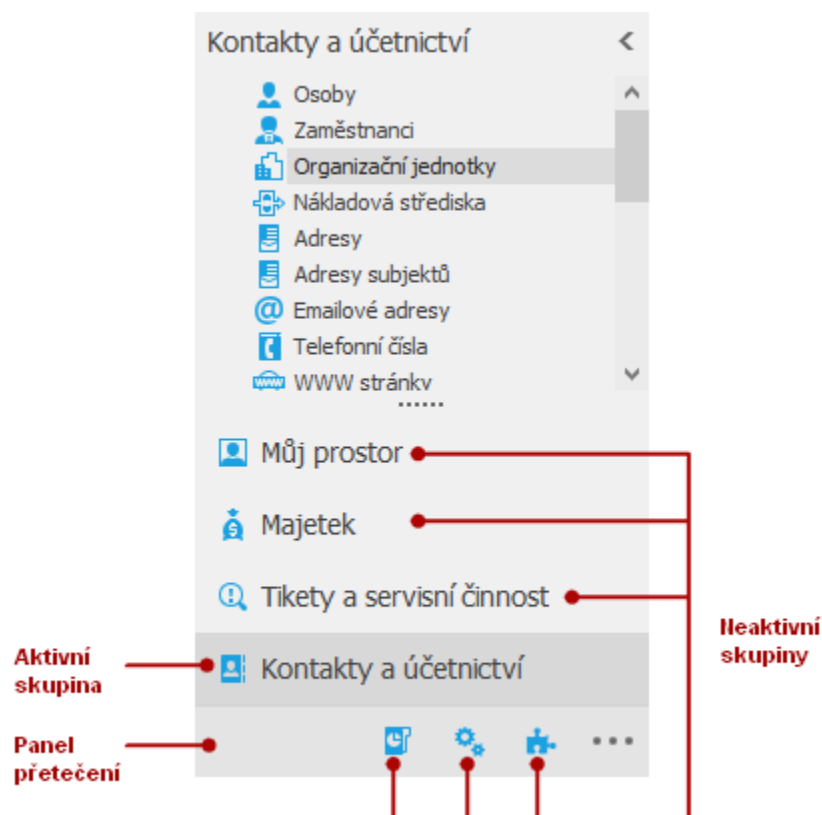 Kontakty a účetnictví
Osoby
Zaměstnanci
Organizační jednotky
Nákladová střediska
Adresy
Adresy subjektů
Emailové adresy
Telefonní čísla
WWW stránky
Můj prostor
Majetek
Tikety a servisní činnost
Neaktivní
skupiny
Aktivní
skupina
Kontakty a účetnictví
Panel
přetečení